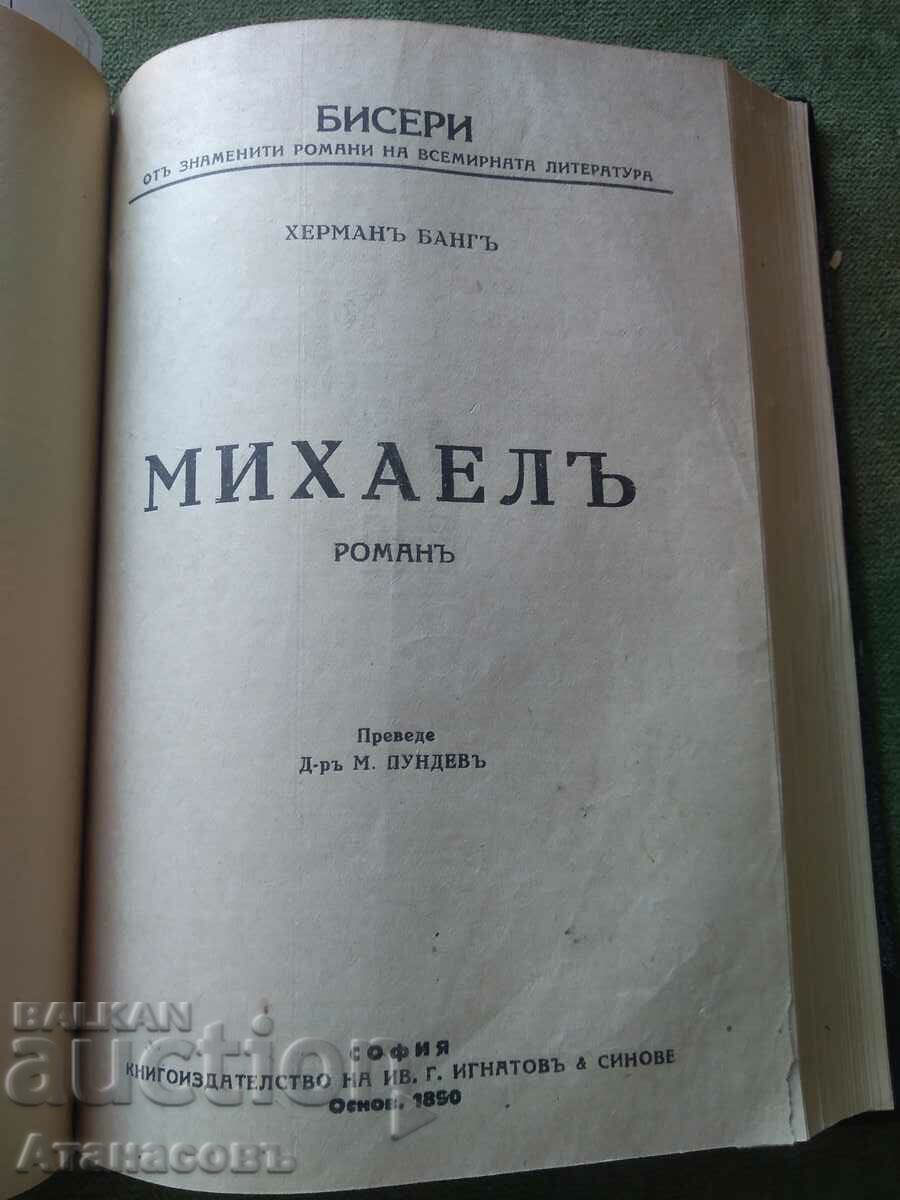 БИСЕРИ
ОТЪ ЗНАМЕНИТИ РОМАНИ НА ВСЕМИРНАТА ЛИТЕРАТУРА
ХЕРМАНЪ БАНГЪ
МИХАЕЛЪ
РОМАНЪ
Преведе
Д-ръ М. ПУНДЕВЪ
СОФИЯ
КНИГОИЗДАТЕЛСТВО НА ИВ. Г. ИГНАТОВЪ & СИНОВЕ
Основ. 1890
BALKAN
auction
Атанасовъ